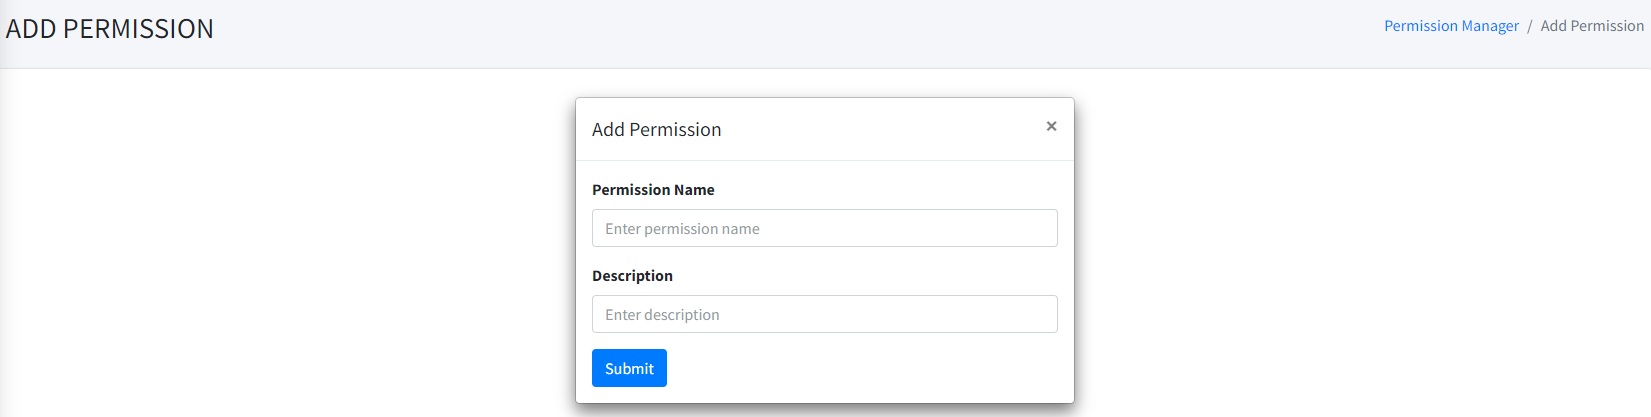 ADD PERMISSION
Permission Manager / Add Permission
Add Permission ×
Permission Name
Enter permission name
Description
Enter description
Submit